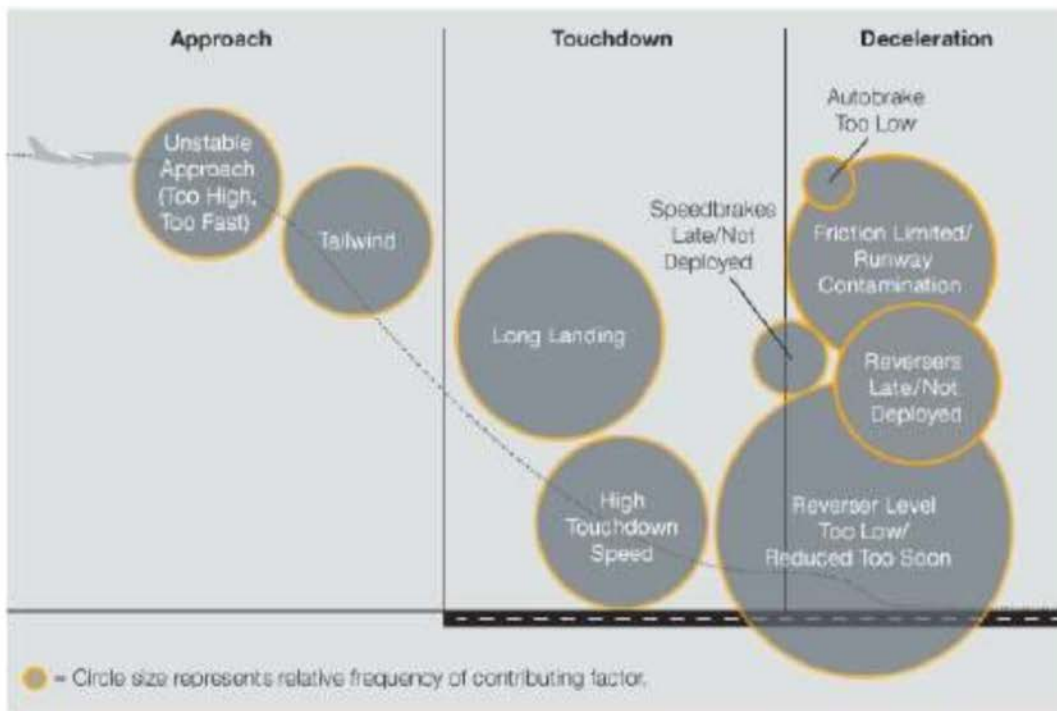 Approach
Touchdown
Deceleration
Unstable
Approach
(Too High,
Too Fast)
Tailwind
Long Landing
High
Touchdown
Speed
Speedbrakes
Late/Not
Deployed
Autobrake
Too Low
Friction Limited/
Runway
Contamination
Reversers
Late/Not
Deployed
Reverser Level
Too Low/
Reduced Too Soon
= Circle size represents relative frequency of contributing factor.